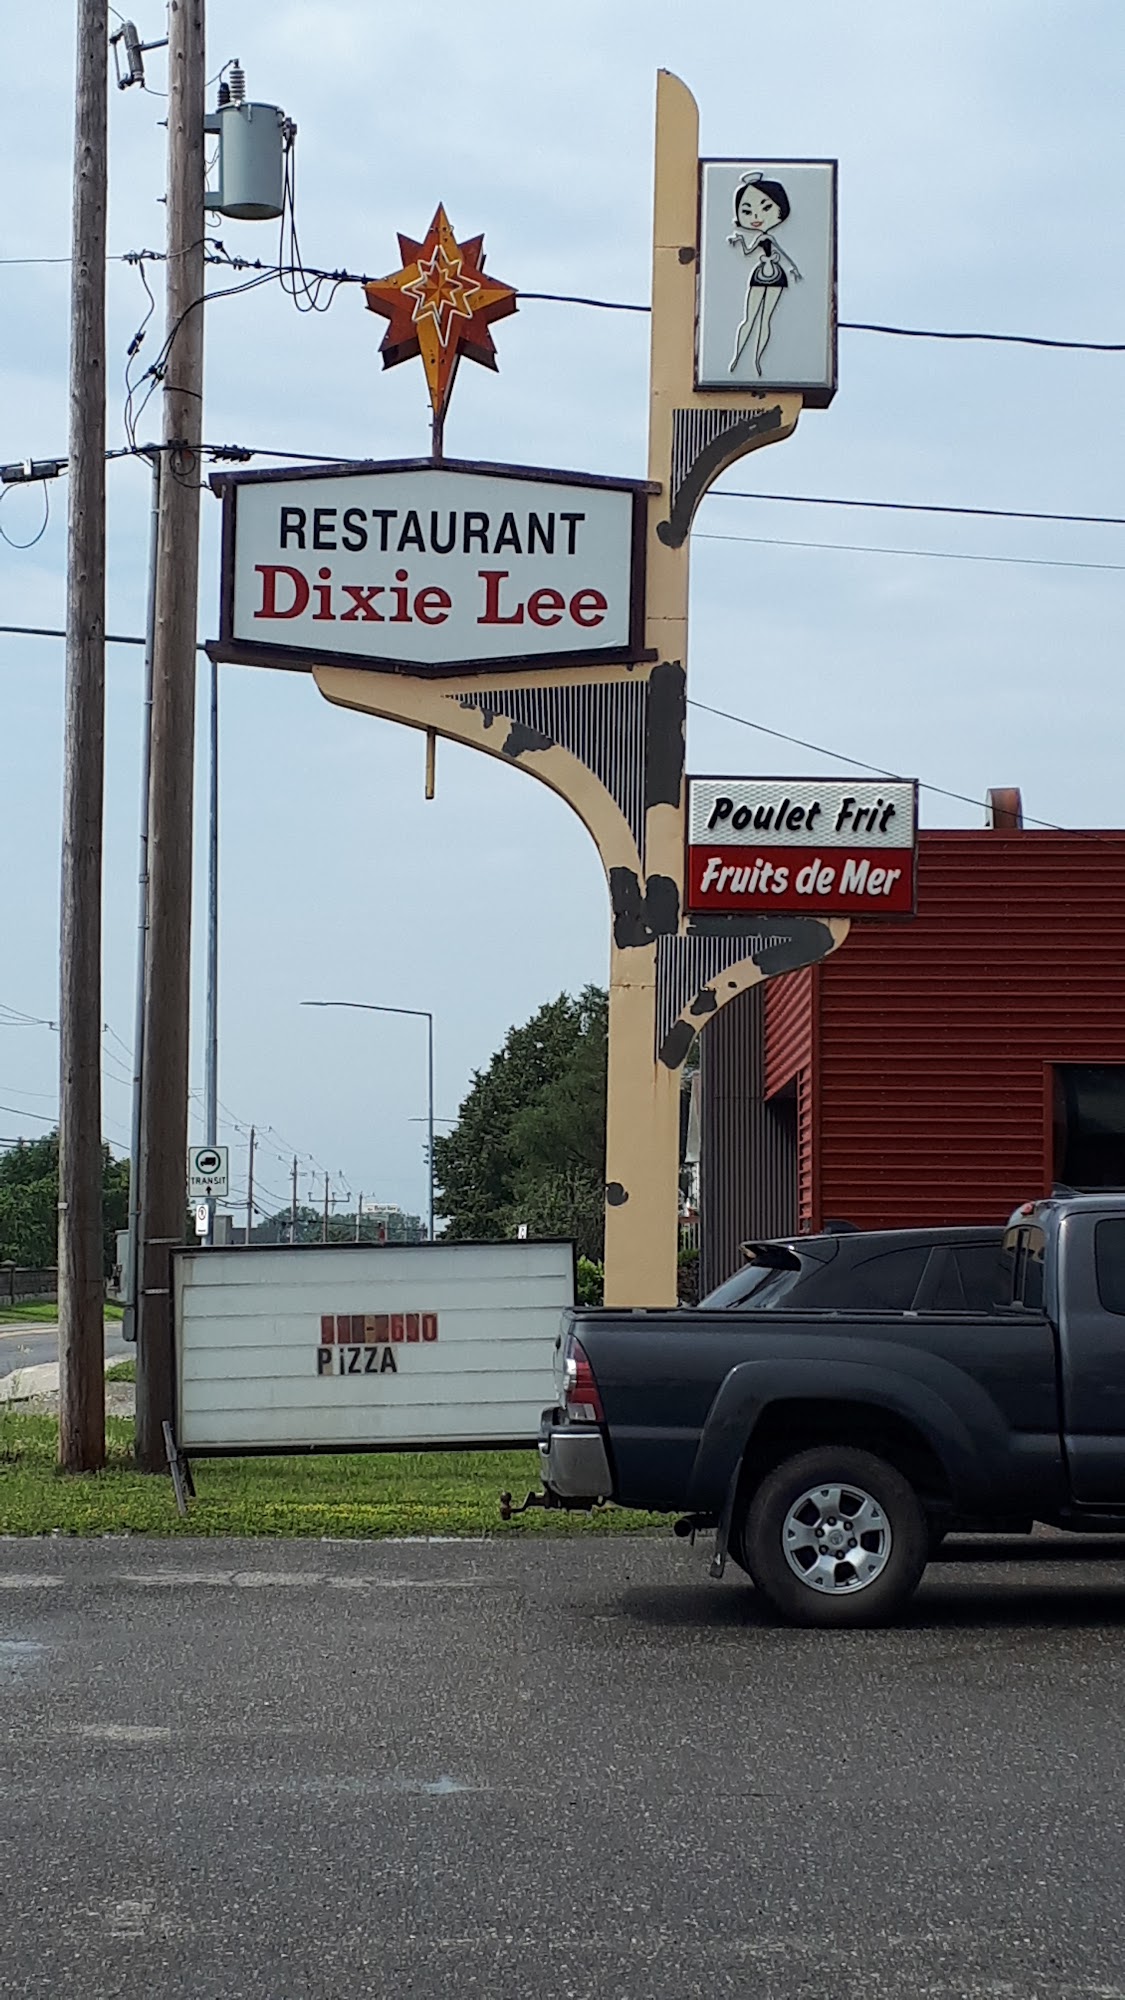 RESTAURANT
Dixie Lee
Poulet Frit
Fruits de Mer
TRANSIT
PiZZA